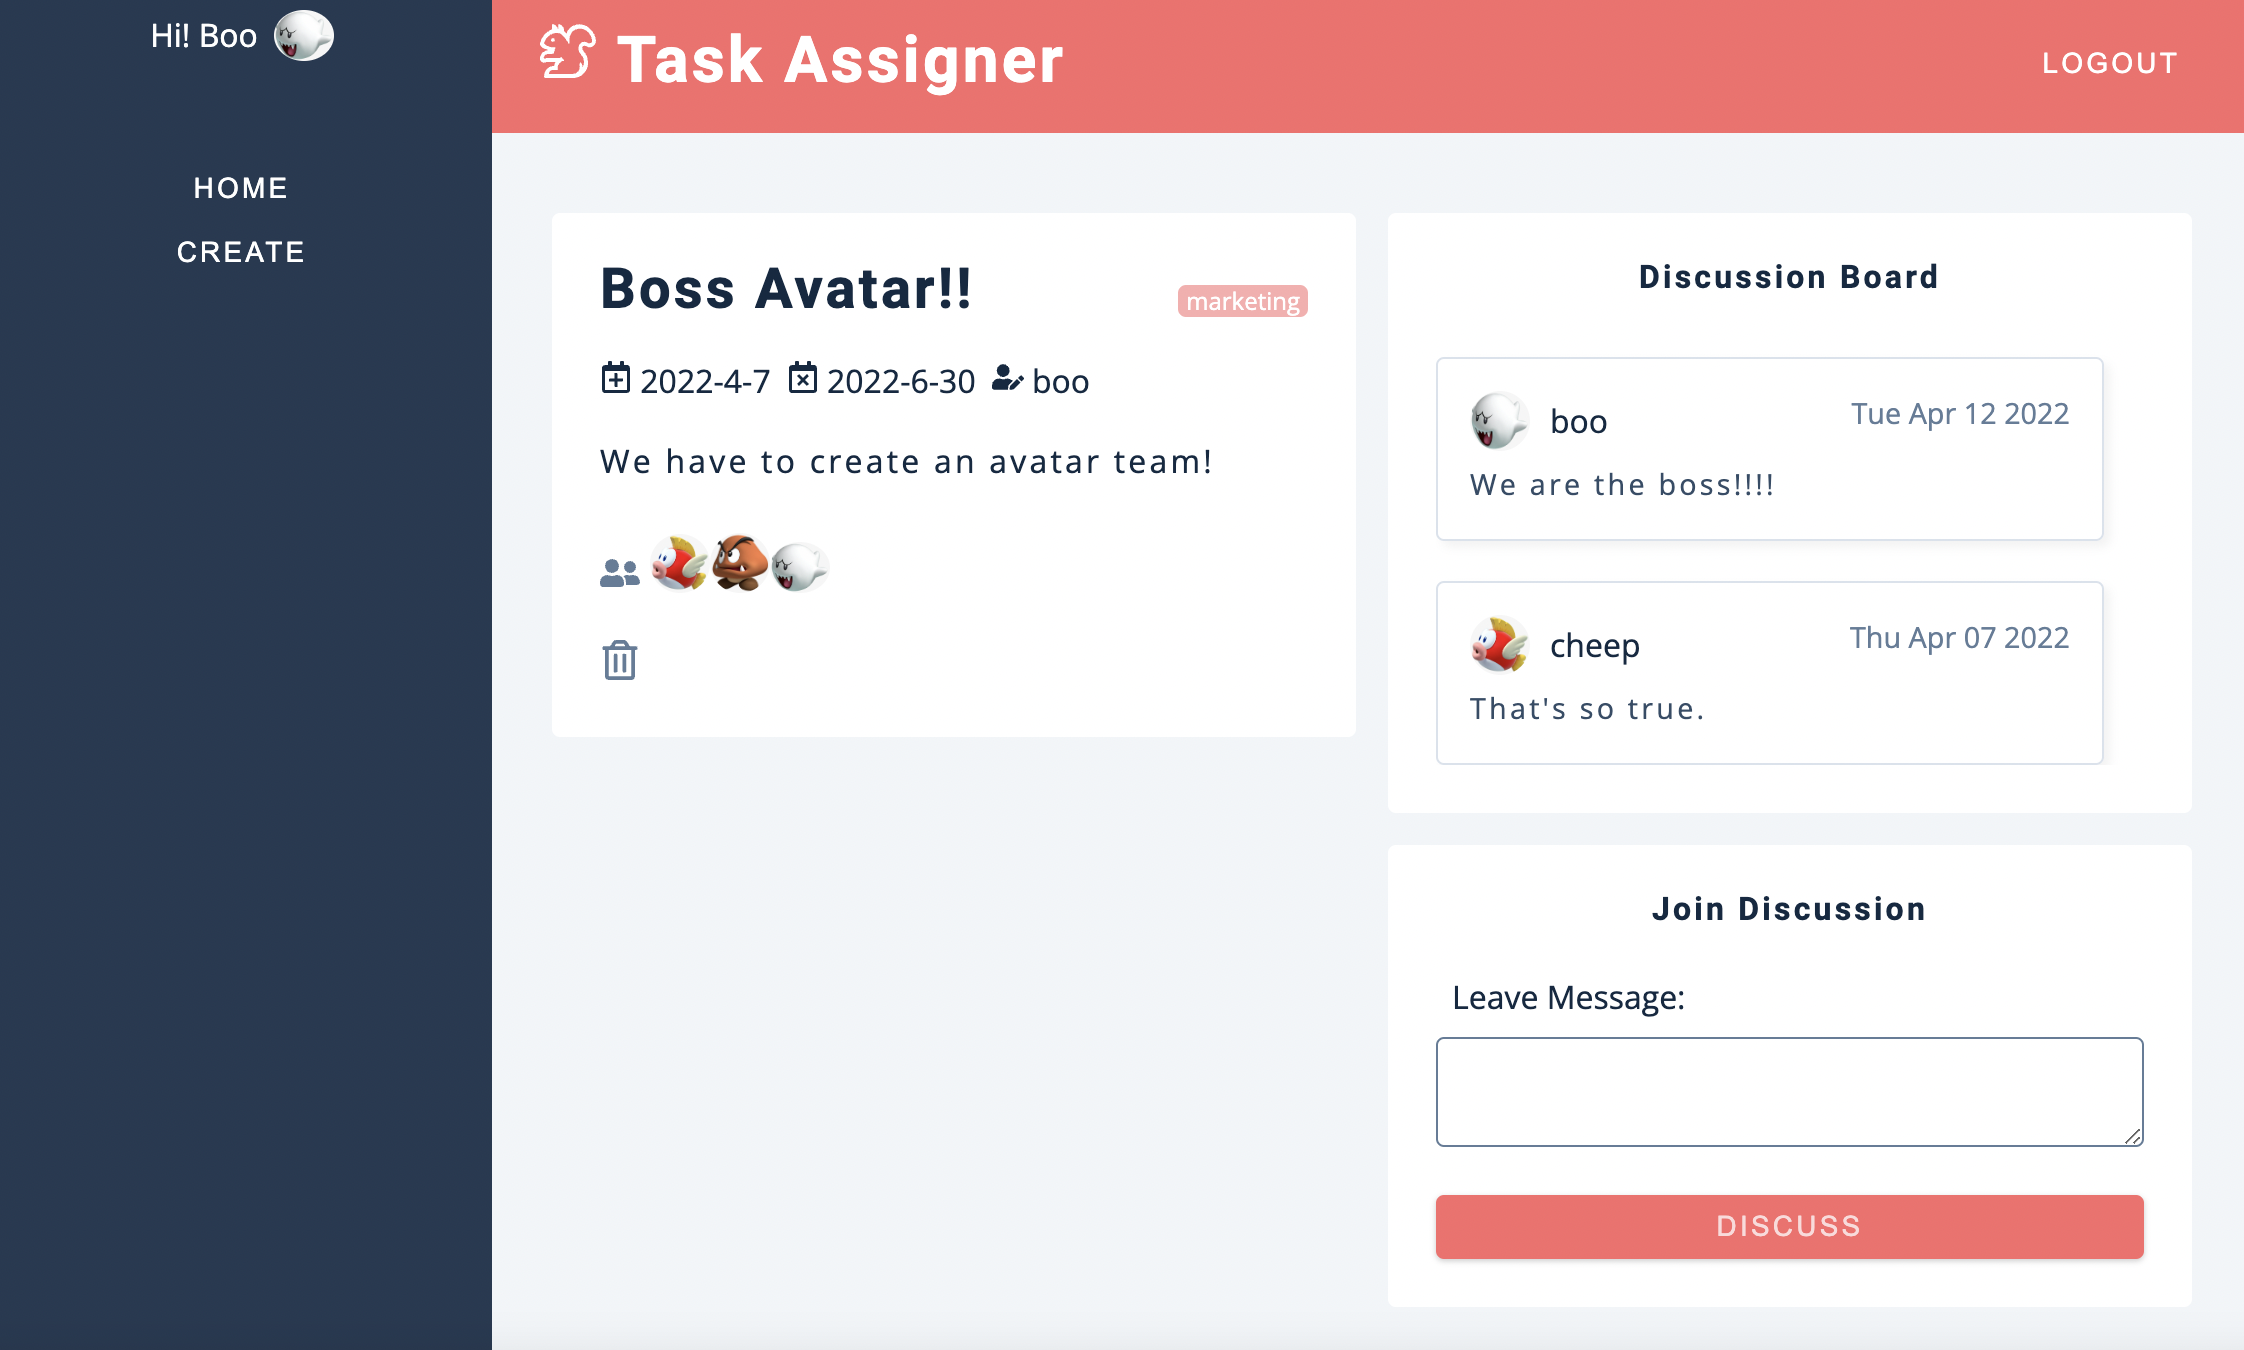 Hi! Boo
HOME
CREATE
Task Assigner
LOGOUT
Boss Avatar!!
marketing
2022-4-7 2022-6-30 boo
We have to create an avatar team!
Discussion Board
boo
Tue Apr 12 2022
We are the boss!!!!
cheep
Thu Apr 07 2022
That's so true.
Join Discussion
Leave Message:
DISCUSS